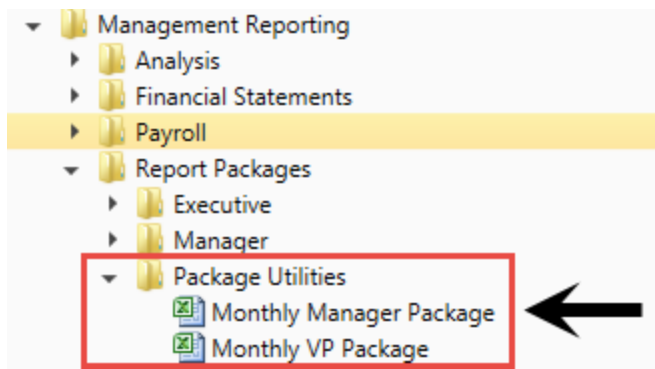 Management Reporting
Analysis
Financial Statements
Payroll
Report Packages
Executive
Manager
Package Utilities
Monthly Manager Package
Monthly VP Package